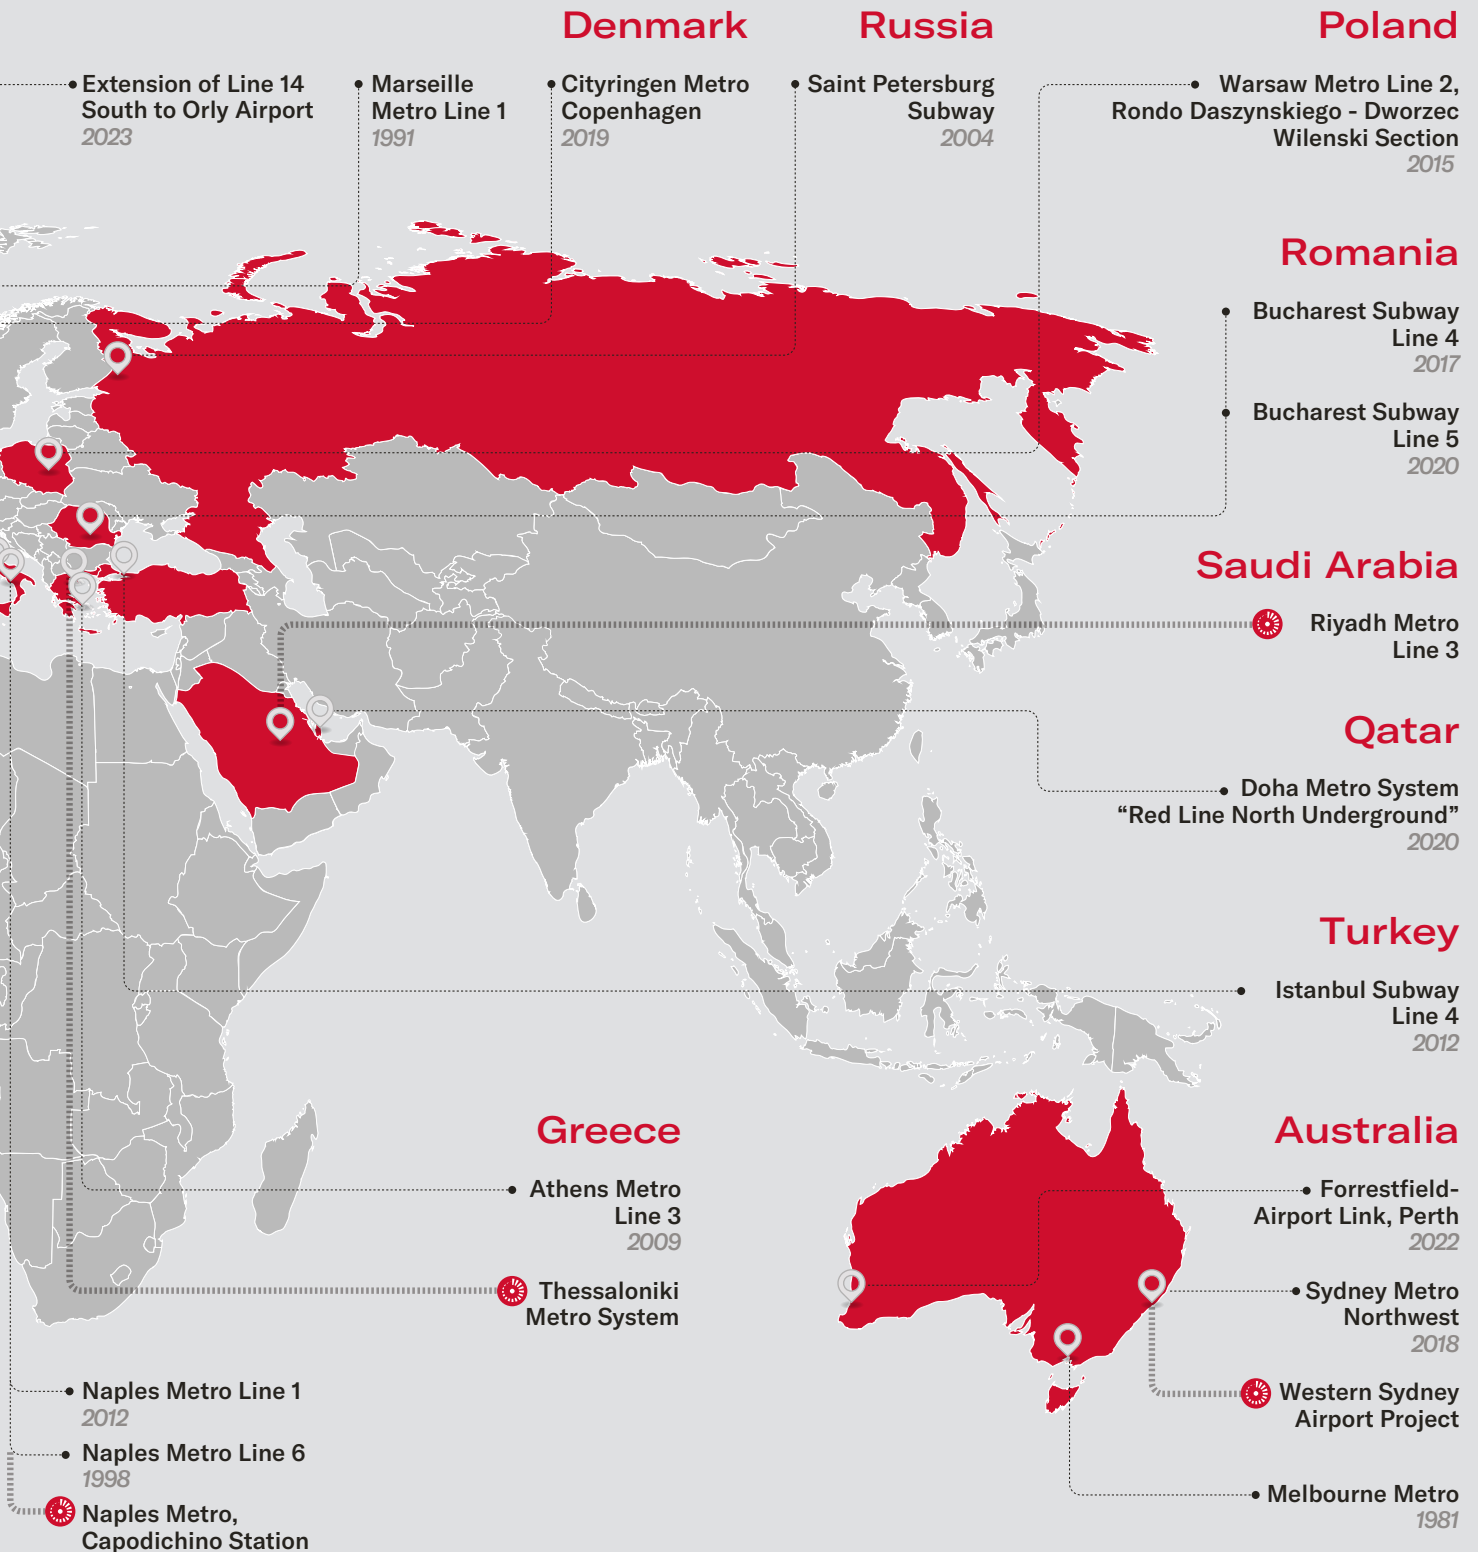 Denmark
Russia
Poland
Extension of Line 14
South to Orly Airport
2023
Marseille
Metro Line 1
1991
Cityringen Metro
Copenhagen
2019
Saint Petersburg
Subway
2004
Warsaw Metro Line 2,
Rondo Daszynskiego - Dworzec
Wilenski Section
2015
Romania
Bucharest Subway
Line 4
2017
Bucharest Subway
Line 5
2020
Saudi Arabia
Riyadh Metro
Line 3
Qatar
Doha Metro System
“Red Line North Underground”
2020
Turkey
Istanbul Subway
Line 4
2012
Greece
Athens Metro
Line 3
2009
Thessaloniki
Metro System
Australia
Forrestfield-
Airport Link, Perth
2022
Sydney Metro
Northwest
2018
Western Sydney
Airport Project
Melbourne Metro
1981
Naples Metro Line 1
2012
Naples Metro Line 6
1998
Naples Metro,
Capodichino Station